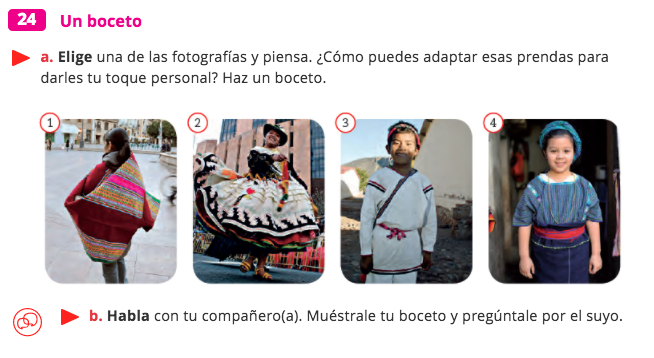 24 Un boceto
a. Elige una de las fotografías y piensa. ¿Cómo puedes adaptar esas prendas para
darles tu toque personal? Haz un boceto.
1 2 3 4
b. Habla con tu compañero(a). Muéstrale tu boceto y pregúntale por el suyo.